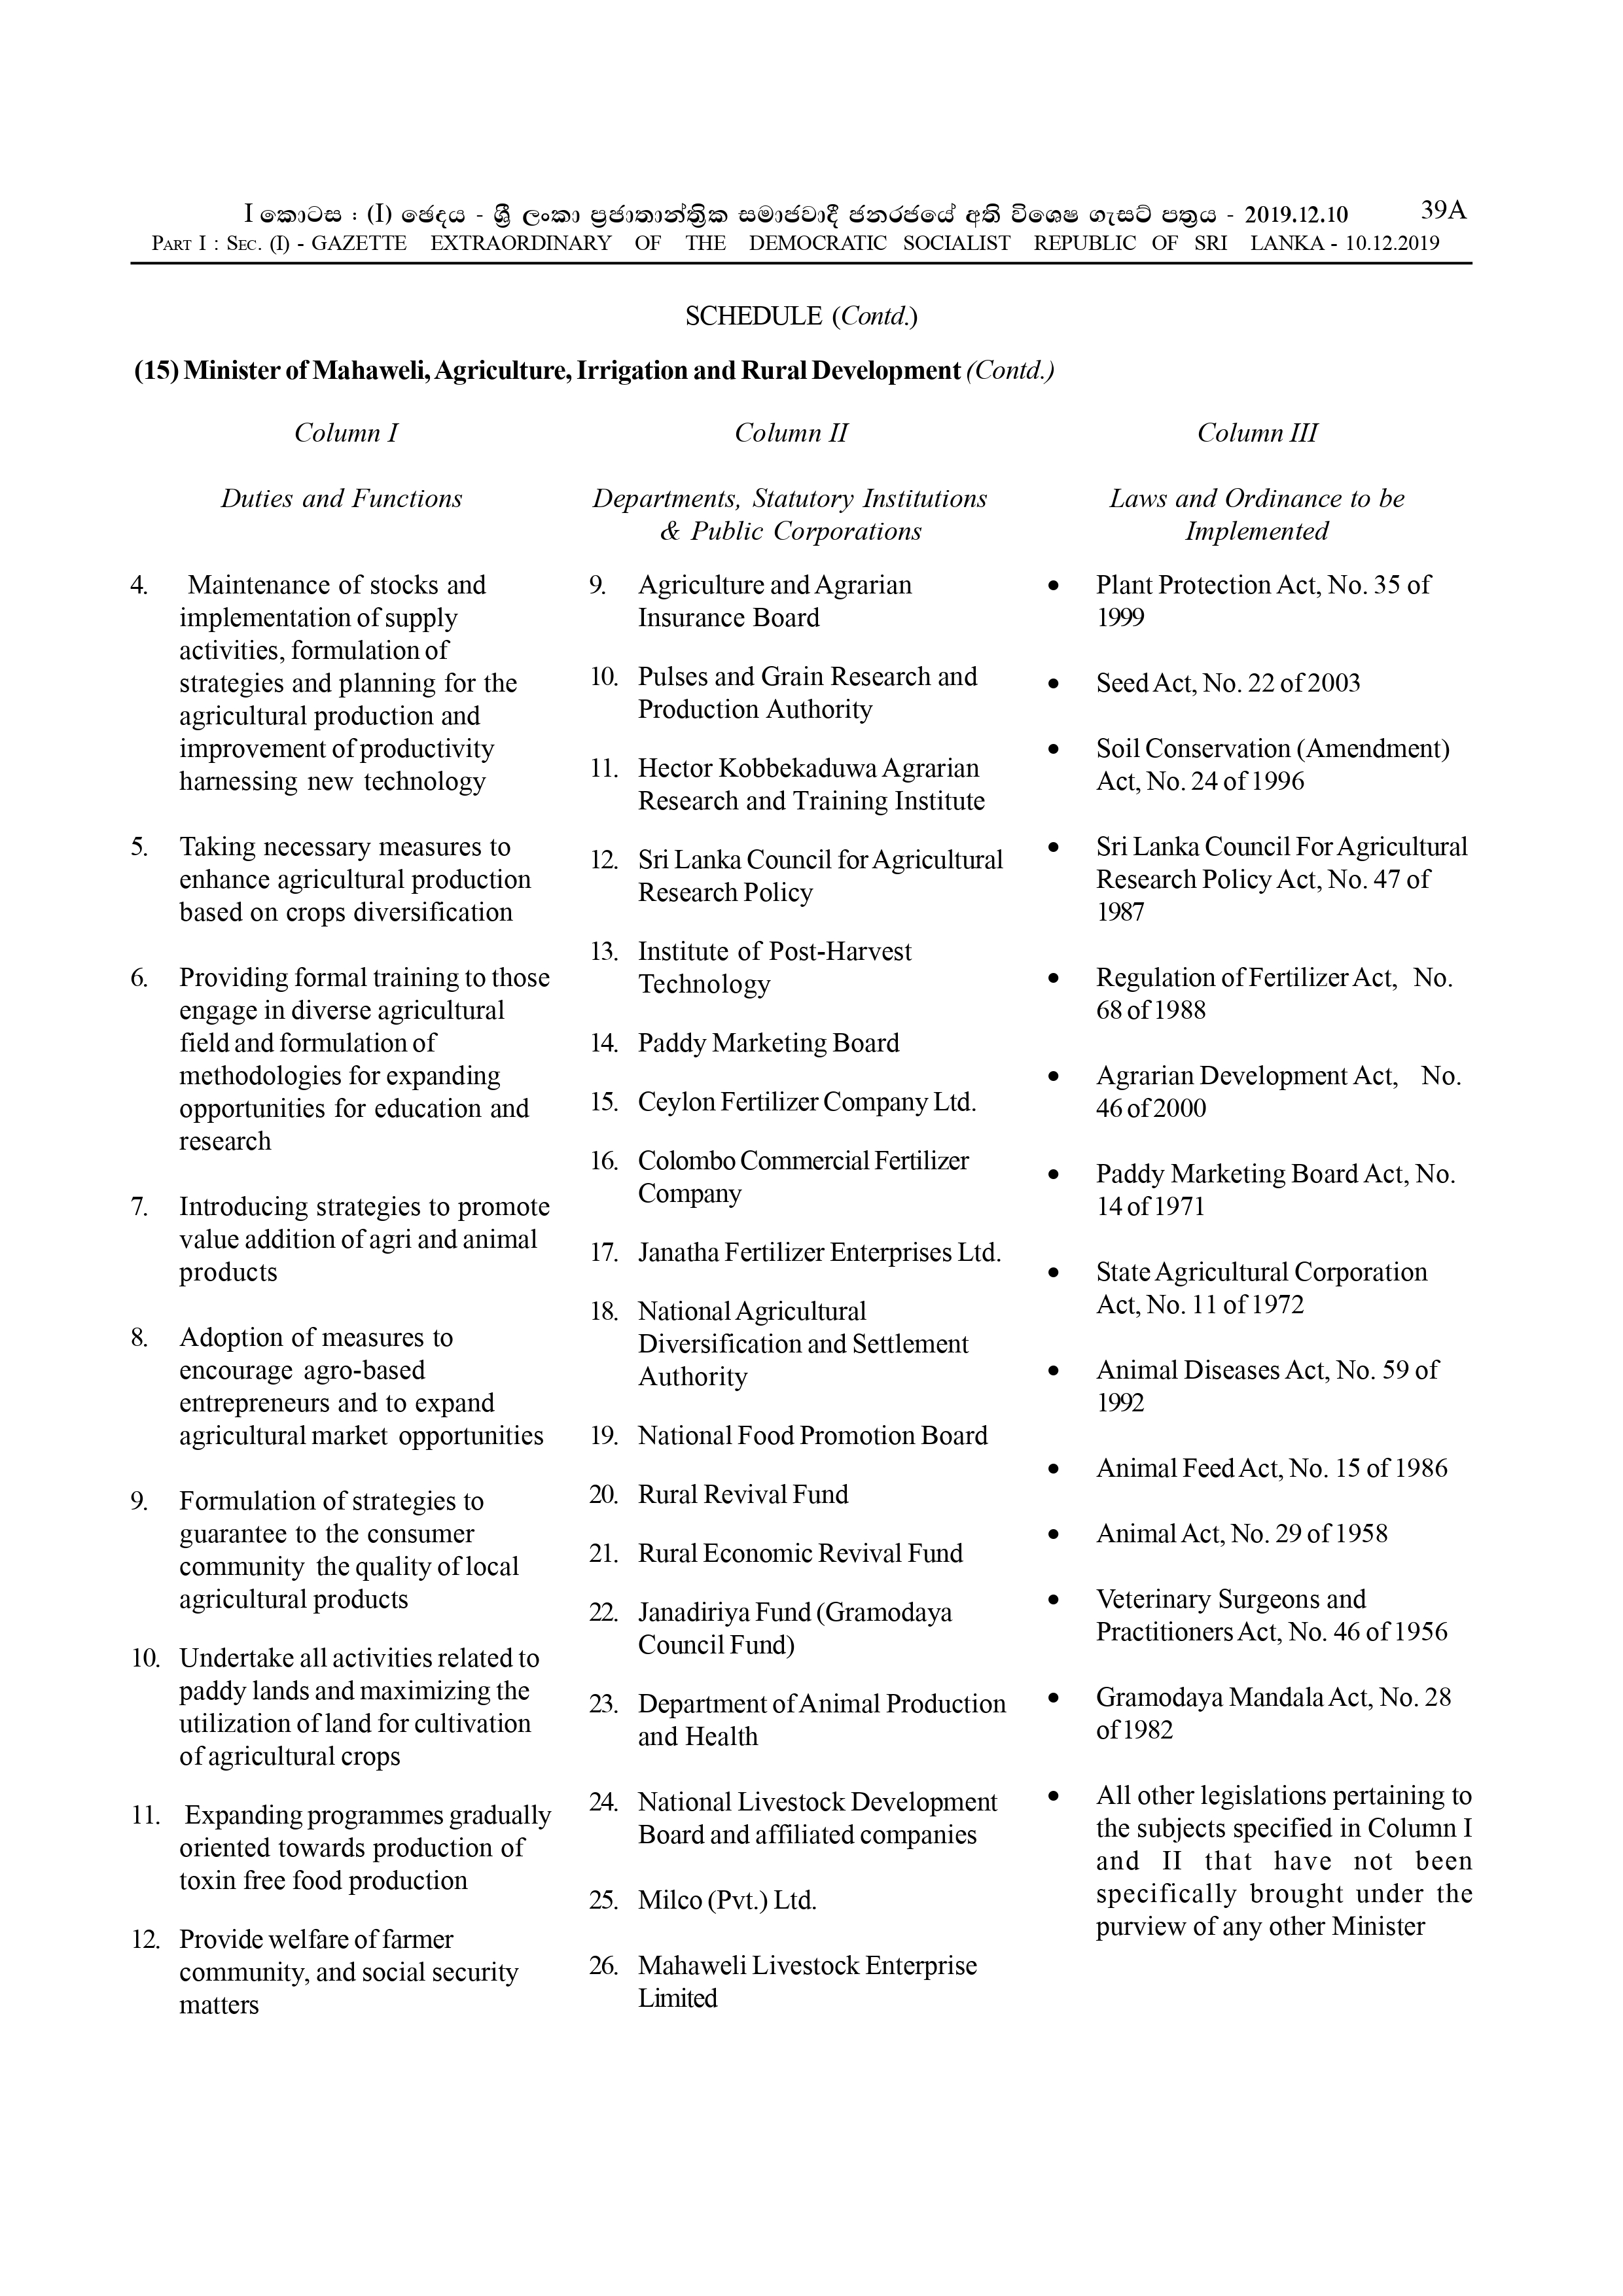 I කොටස : (I) ඡෙදය - ශ්‍රී ලංකා ප්‍රජාතාන්ත්‍රික සමාජවාදී ජනරජයේ අති විශෙෂ ගැසට් පත්‍රය - 2019.12.10 39A
PART I : SEC. (I) - GAZETTE EXTRAORDINARY OF THE DEMOCRATIC SOCIALIST REPUBLIC OF SRI LANKA - 10.12.2019
SCHEDULE (Contd.)
(15) Minister of Mahaweli, Agriculture, Irrigation and Rural Development (Contd.)
Column I
Duties and Functions
4. Maintenance of stocks and
implementation of supply
activities, formulation of
strategies and planning for the
agricultural production and
improvement of productivity
harnessing new technology
5. Taking necessary measures to
enhance agricultural production
based on crops diversification
6. Providing formal training to those
engage in diverse agricultural
field and formulation of
methodologies for expanding
opportunities for education and
research
7. Introducing strategies to promote
value addition of agri and animal
products
8. Adoption of measures to
encourage agro-based
entrepreneurs and to expand
agricultural market opportunities
9. Formulation of strategies to
guarantee to the consumer
community the quality of local
agricultural products
10. Undertake all activities related to
paddy lands and maximizing the
utilization of land for cultivation
of agricultural crops
11. Expanding programmes gradually
oriented towards production of
toxin free food production
12. Provide welfare of farmer
community, and social security
matters
Column II
Departments, Statutory Institutions
& Public Corporations
9. Agriculture and Agrarian
Insurance Board
10. Pulses and Grain Research and
Production Authority
11. Hector Kobbekaduwa Agrarian
Research and Training Institute
12. Sri Lanka Council for Agricultural
Research Policy
13. Institute of Post-Harvest
Technology
14. Paddy Marketing Board
15. Ceylon Fertilizer Company Ltd.
16. Colombo Commercial Fertilizer
Company
17. Janatha Fertilizer Enterprises Ltd.
18. National Agricultural
Diversification and Settlement
Authority
19. National Food Promotion Board
20. Rural Revival Fund
21. Rural Economic Revival Fund
22. Janadiriya Fund (Gramodaya
Council Fund)
23. Department of Animal Production
and Health
24. National Livestock Development
Board and affiliated companies
25. Milco (Pvt.) Ltd.
26. Mahaweli Livestock Enterprise
Limited
Column III
Laws and Ordinance to be
Implemented
• Plant Protection Act, No. 35 of
1999
• Seed Act, No. 22 of 2003
• Soil Conservation (Amendment)
Act, No. 24 of 1996
• Sri Lanka Council For Agricultural
Research Policy Act, No. 47 of
1987
• Regulation of Fertilizer Act, No.
68 of 1988
• Agrarian Development Act, No.
46 of 2000
• Paddy Marketing Board Act, No.
14 of 1971
• State Agricultural Corporation
Act, No. 11 of 1972
• Animal Diseases Act, No. 59 of
1992
• Animal Feed Act, No. 15 of 1986
• Animal Act, No. 29 of 1958
• Veterinary Surgeons and
Practitioners Act, No. 46 of 1956
• Gramodaya Mandala Act, No. 28
of 1982
• All other legislations pertaining to
the subjects specified in Column I
and II that have not been
specifically brought under the
purview of any other Minister